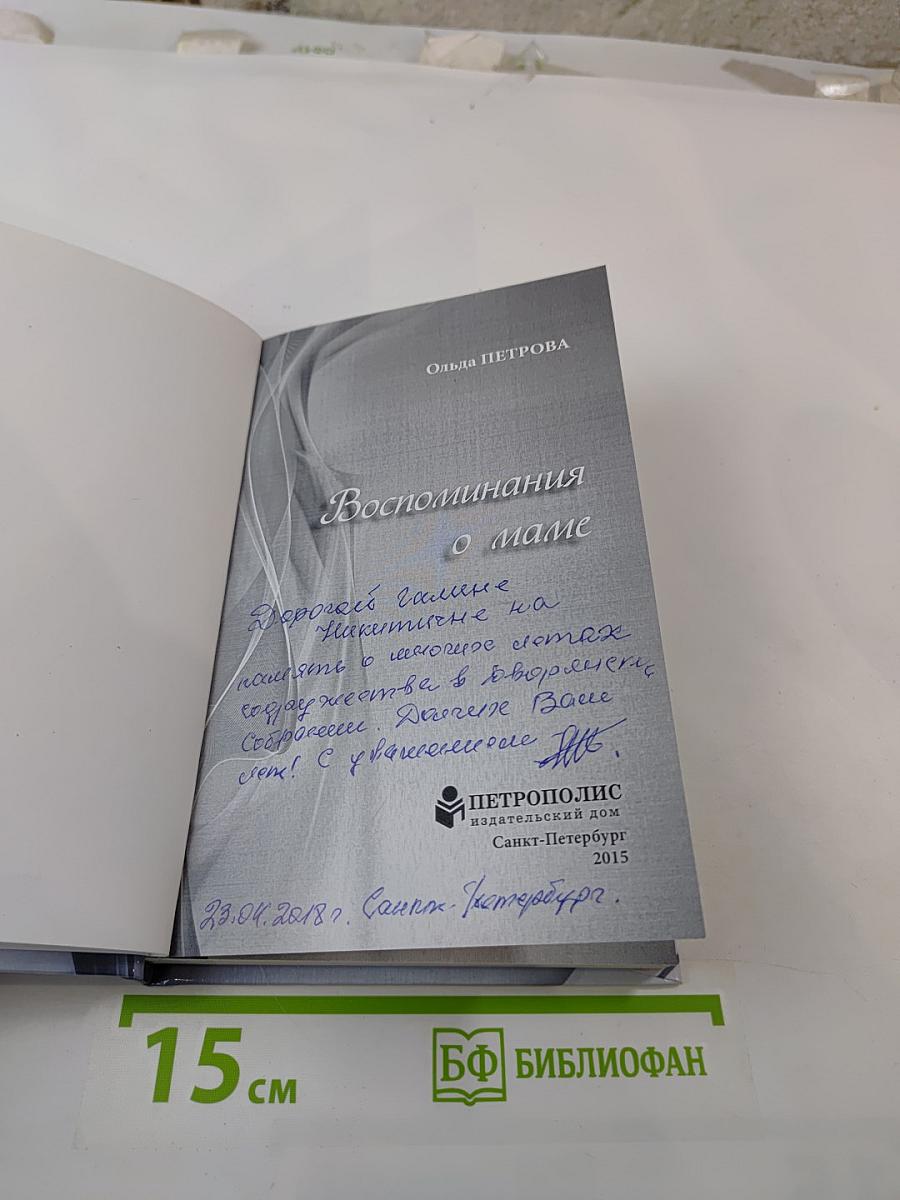 Ольда ПЕТРОВА
Воспоминания
о маме
Дорогой Галине
Никитичне на
память о многих летах
содружества в Дворянск
Собрании. Долгих Вам
лет! С уважением
ПЕТРОПОЛИС
издательский дом
Санкт-Петербург
2015
23.04.2018 г. Санкт-Петербург.
15 см
БФ БИБЛИОФАН